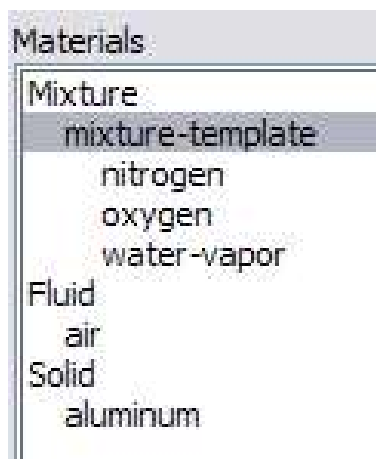 Materials
Mixture
mixture-template
nitrogen
oxygen
water-vapor
Fluid
air
Solid
aluminum